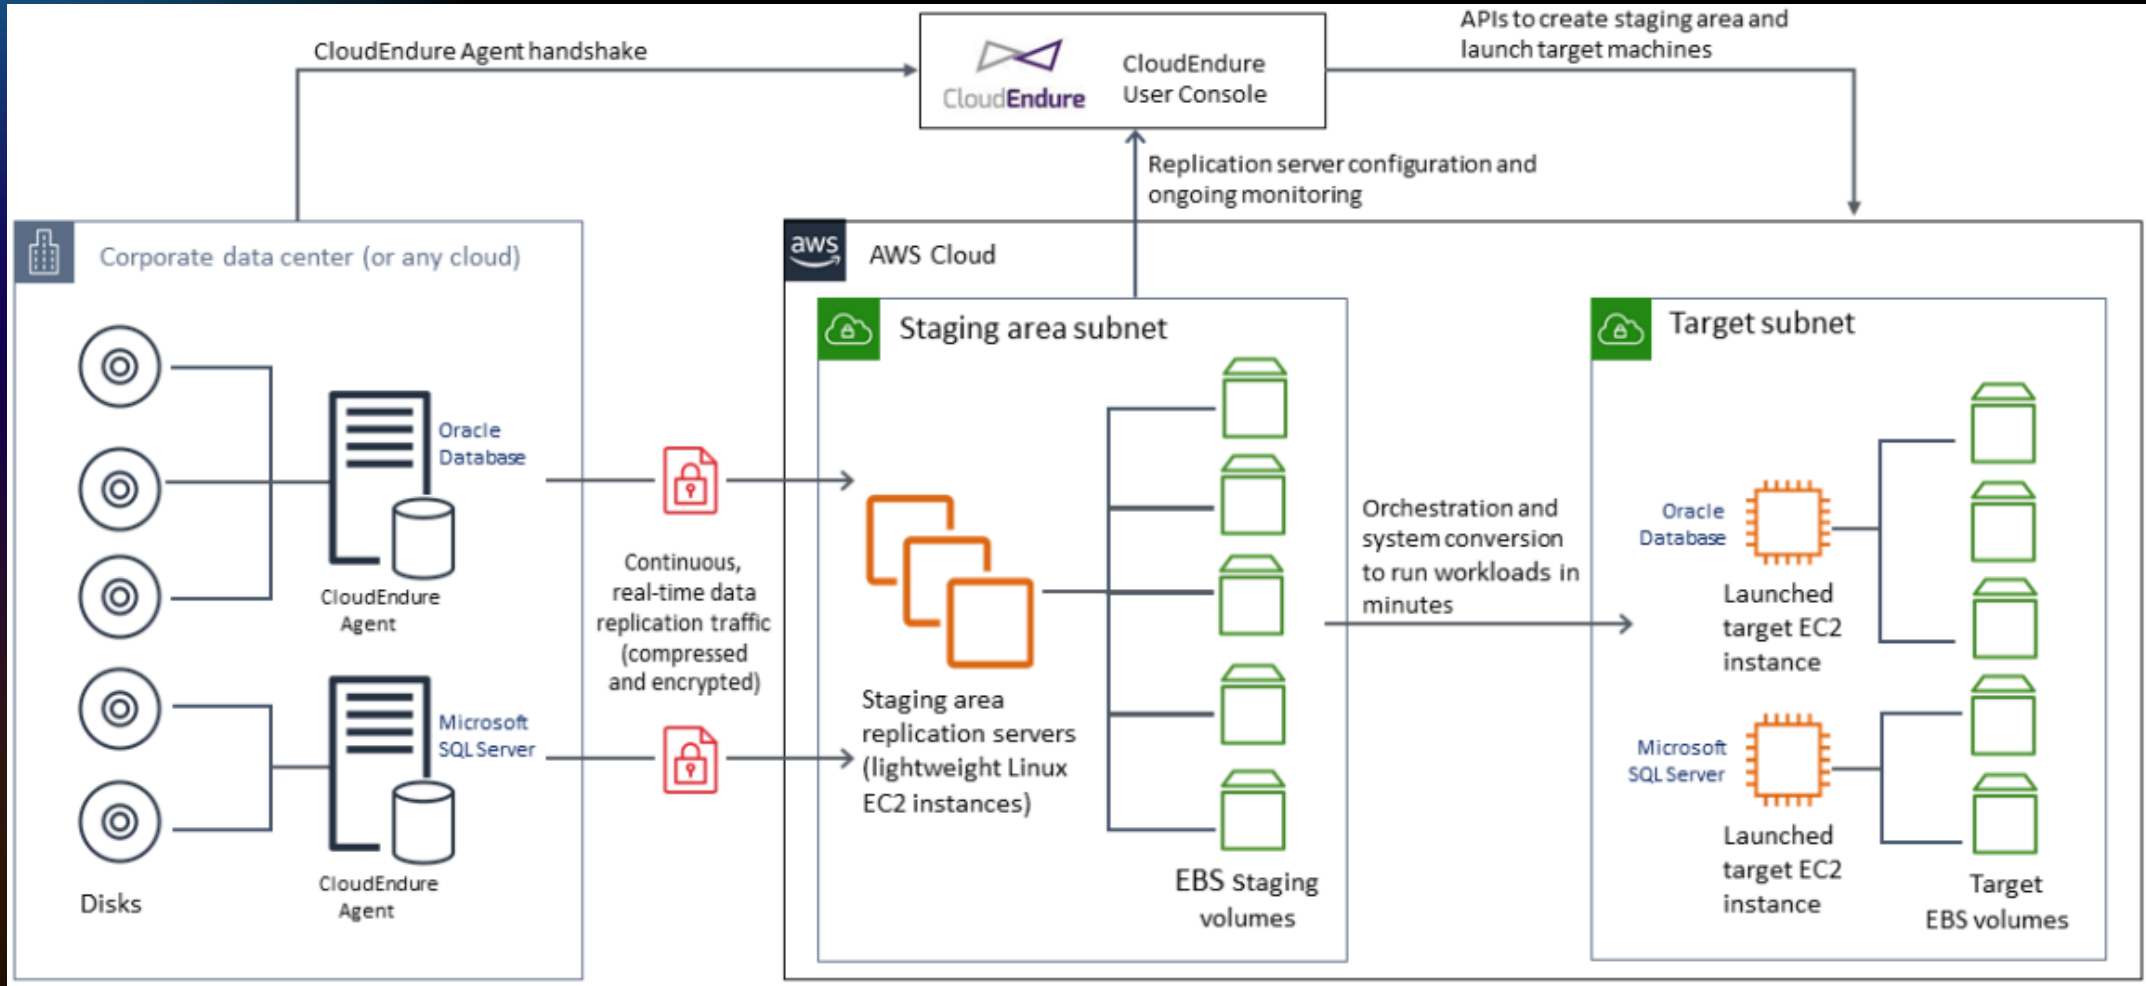 CloudEndure Agent handshake
CloudEndure
CloudEndure
User Console
APIs to create staging area and
launch target machines
Replication server configuration and
ongoing monitoring
Corporate data center (or any cloud)
Oracle
Database
CloudEndure
Agent
Microsoft
SQL Server
CloudEndure
Agent
Disks
Continuous,
real-time data
replication traffic
(compressed
and encrypted)
aws
AWS Cloud
Staging area subnet
Staging area
replication servers
(lightweight Linux
EC2 instances)
EBS Staging
volumes
Orchestration and
system conversion
to run workloads in
minutes
Target subnet
Oracle
Database
Launched
target EC2
instance
Microsoft
SQL Server
Launched
target EC2
instance
Target
EBS volumes